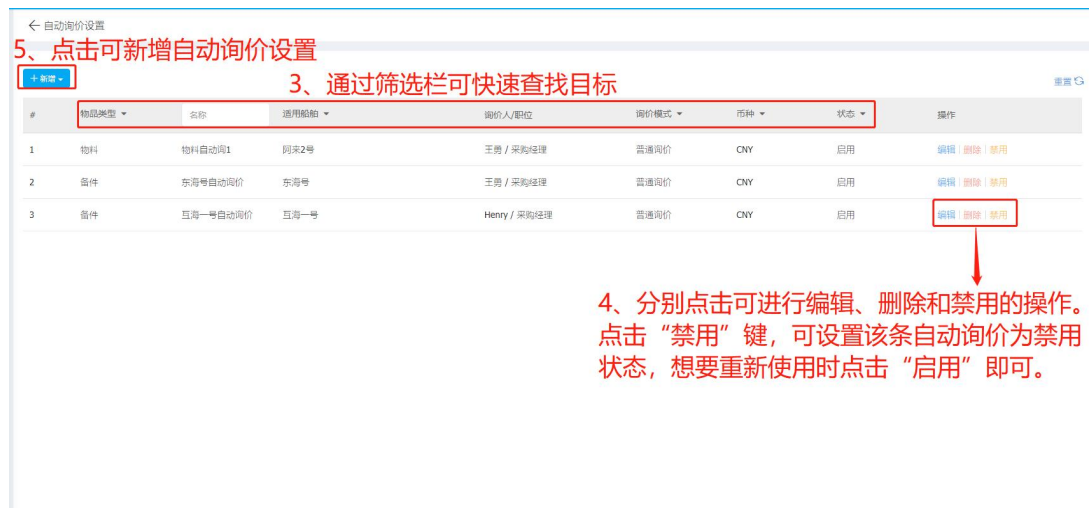 自动询价设置
5、点击可新增自动询价设置
+ 新增
3、通过筛选栏可快速查找目标
重置
# 物品类型 名称 适用船舶 询价人/职位 询价模式 币种 状态 操作
1 物料 物料自动询1 阿来2号 王勇 / 采购经理 普通询价 CNY 启用 编辑 | 删除 | 禁用
2 备件 东海号自动询价 东海号 王勇 / 采购经理 普通询价 CNY 启用 编辑 | 删除 | 禁用
3 备件 互海一号自动询价 互海一号 Henry / 采购经理 普通询价 CNY 启用 编辑 | 删除 | 禁用
4、分别点击可进行编辑、删除和禁用的操作。
点击“禁用”键，可设置该条自动询价为禁用
状态，想要重新使用时点击“启用”即可。